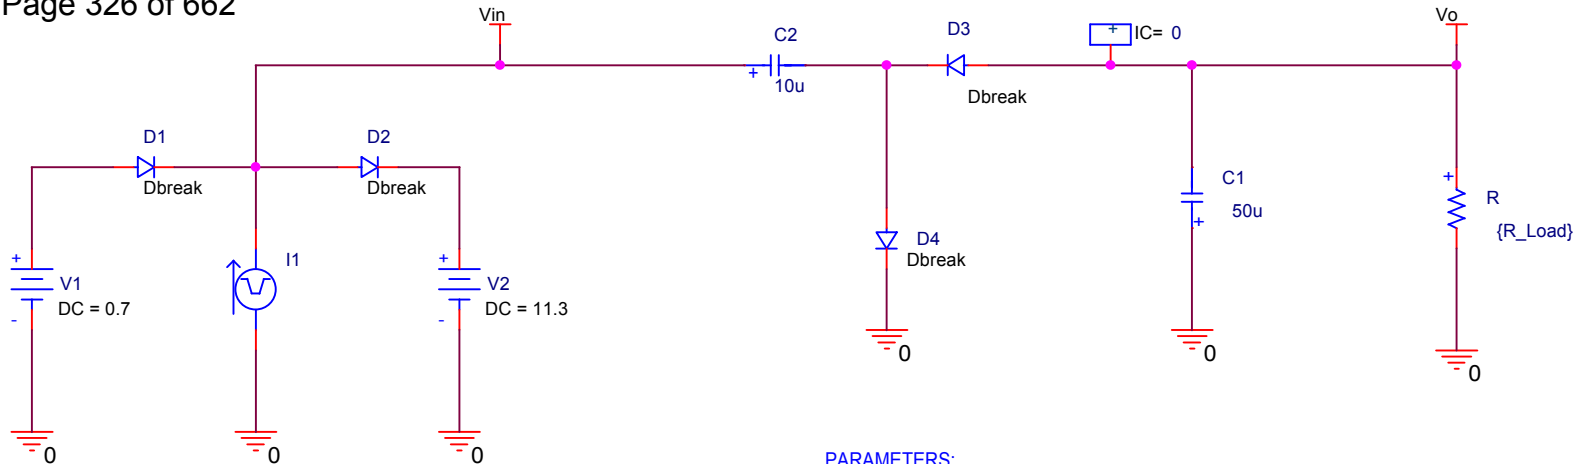 Page 326 of 662
Vin
Vo
C2
+
10u
D3
Dbreak
+ IC= 0
D1
Dbreak
D2
Dbreak
C1
50u
+
+
R
{R_Load}
D4
Dbreak
+
V1
DC = 0.7
-
I1
+
V2
DC = 11.3
-
0
0
0
0
0
0
PARAMETERS: